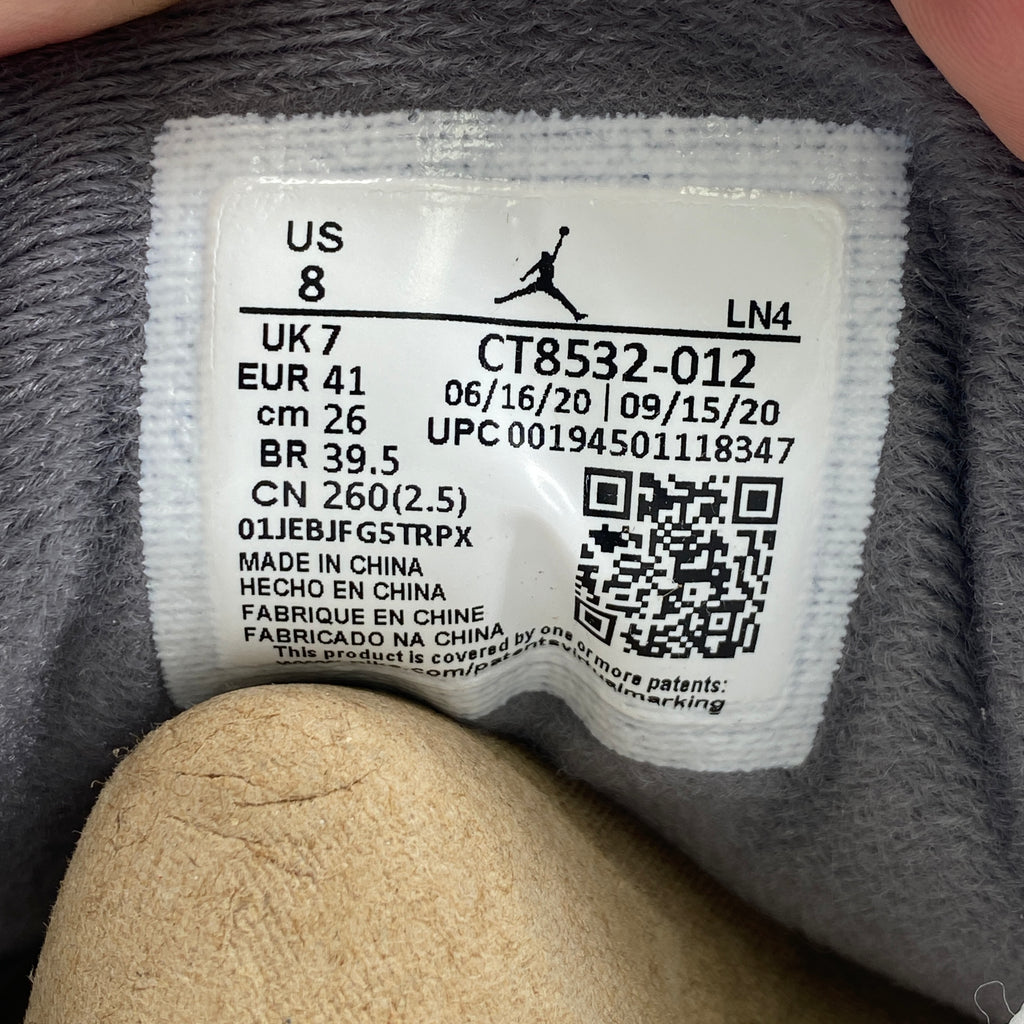 US
8
LN4
UK 7
EUR 41
cm 26
BR 39.5
CN 260(2.5)
01JEBJFG5TRPX
CT8532-012
06/16/20 | 09/15/20
UPC 00194501118347
MADE IN CHINA
HECHO EN CHINA
FABRIQUE EN CHINE
FABRICADO NA CHINA
This product is covered by one or more patents: